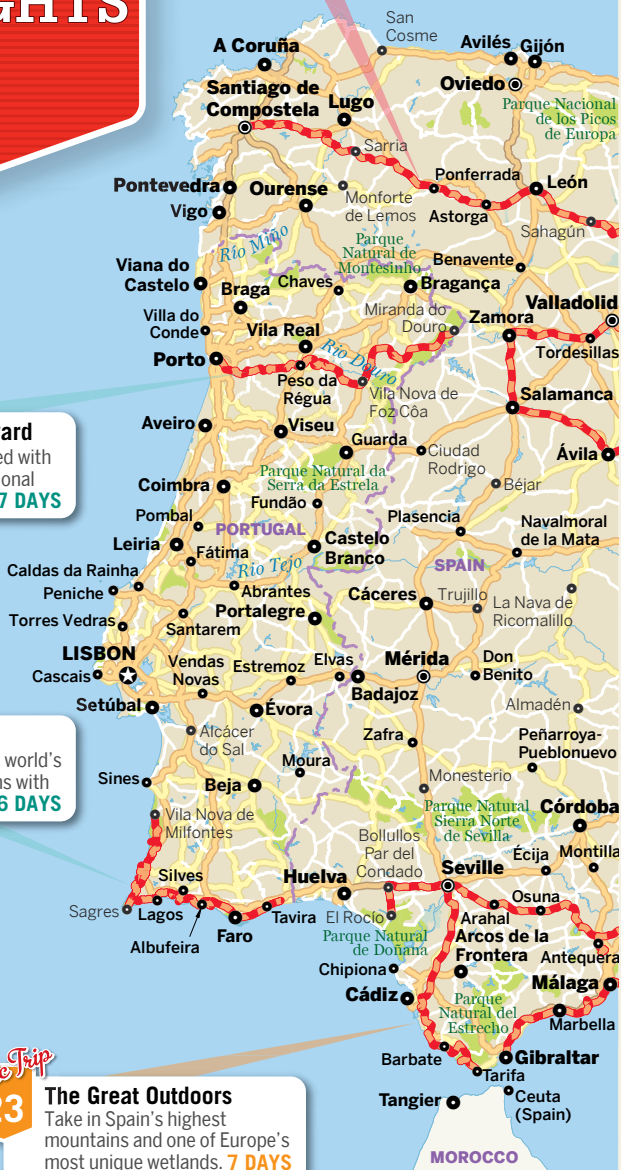 GHTS
San
Cosme
A Coruña
Avilés
Gijón
Santiago de
Compostela
Lugo
Oviedo
Parque Nacional
de los Picos
de Europa
Sarria
Ponferrada
León
Pontevedra
Ourense
Monforte
de Lemos
Astorga
Vigo
Sahagún
Río Miño
Parque
Natural de
Montesinho
Benavente
Viana do
Castelo
Chaves
Bragança
Braga
Valladolid
Villa do
Conde
Miranda do
Douro
Zamora
Vila Real
Porto
Rio Douro
Tordesillas
Peso da
Régua
Vila Nova de
Foz Côa
Salamanca
Aveiro
Viseu
ard
ed with
onal
7 DAYS
Guarda
Ciudad
Rodrigo
Ávila
Parque Natural da
Serra da Estrela
Coimbra
Béjar
Fundão
Pombal
PORTUGAL
Plasencia
Navalmoral
de la Mata
Leiria
Castelo
Branco
Fátima
Rio Tejo
SPAIN
Caldas da Rainha
Peniche
Abrantes
Cáceres
Trujillo
La Nava de
Ricomalillo
Portalegre
Torres Vedras
Santarem
LISBON
Vendas
Novas
Estremoz
Elvas
Mérida
Don
Benito
Cascais
Badajoz
Setúbal
Évora
Almadén
Alcácer
do Sal
Zafra
Peñarroya-
Pueblonuevo
world's
ns with
6 DAYS
Moura
Sines
Beja
Monesterio
Vila Nova de
Milfontes
Parque Natural
Sierra Norte
de Sevilla
Córdoba
Bollullos
Par del
Condado
Écija
Montilla
Silves
Huelva
Seville
Osuna
Sagres
Lagos
Tavira
El Rocío
Arahal
Albufeira
Faro
Parque Natural
de Doñana
Arcos de la
Frontera
Antequera
Chipiona
Málaga
Cádiz
Parque
Natural del
Estrecho
Marbella
Barbate
Gibraltar
Tarifa
c Trip
23
The Great Outdoors
Take in Spain's highest
mountains and one of Europe's
most unique wetlands. 7 DAYS
Tangier
Ceuta
(Spain)
MOROCCO